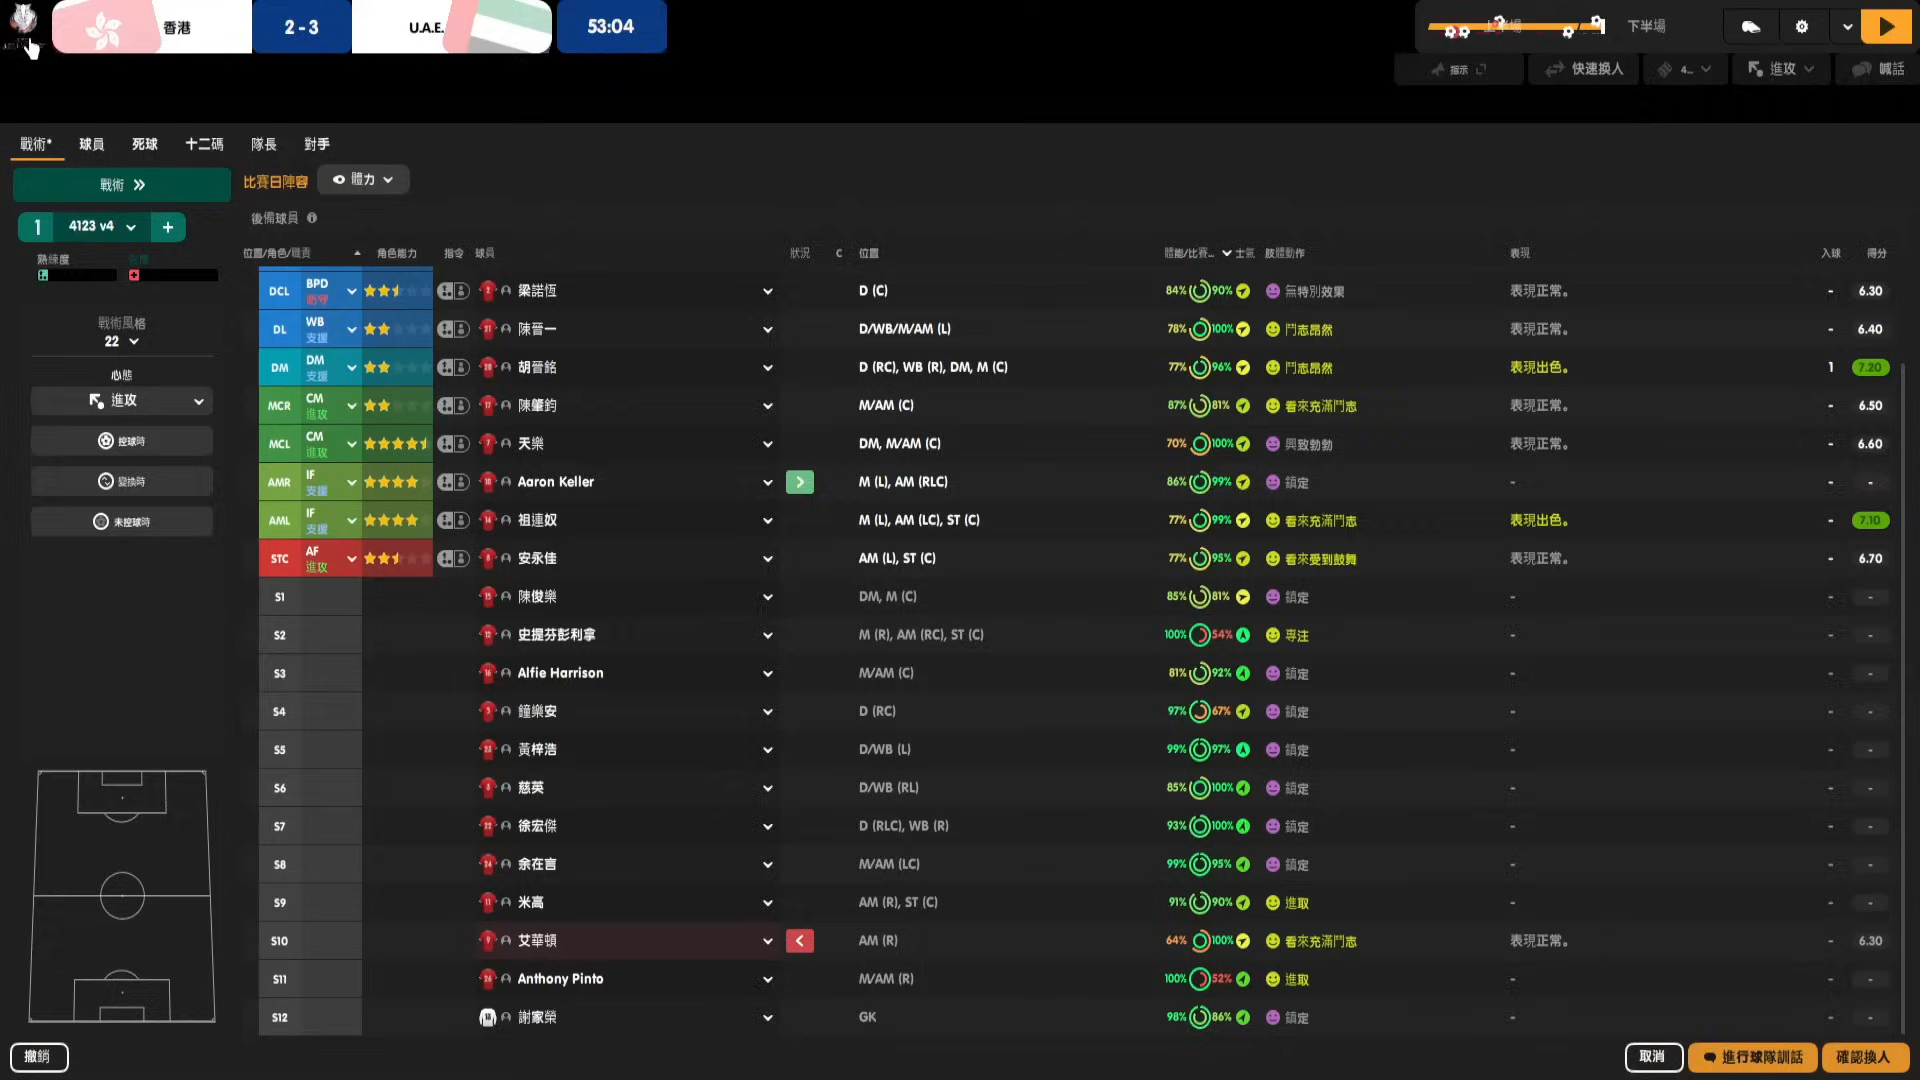 香港 2 - 3 U.A.E. 53:04 下半場
指示 快速換人 4... 進攻 喊話
戰術* 球員 死球 十二碼 隊長 對手
戰術
比賽日陣容 體力
1 4123 v4 +
後備球員
位置/角色/職責 角色能力 指令 球員 狀況 C 位置 體能/比賽... 士氣 肢體動作 表現 入球 得分
熟練度
戰術風格
22
心態
進攻
控球時
變換時
未控球時
DCL BPD 防守 梁諾恆 D (C) 84% 90% 無特別效果 表現正常。 - 6.30
DL WB 支援 陳晉一 D/WB/M/AM (L) 78% 100% 鬥志昂然 表現正常。 - 6.40
DM DM 支援 胡晉銘 D (RC), WB (R), DM, M (C) 77% 96% 鬥志昂然 表現出色。 1 7.20
MCR CM 進攻 陳肇鈞 M/AM (C) 87% 81% 看來充滿鬥志 表現正常。 - 6.50
MCL CM 進攻 天樂 DM, M/AM (C) 70% 100% 興致勃勃 表現正常。 - 6.60
AMR IF 支援 Aaron Keller M (L), AM (RLC) 86% 99% 鎮定 - - -
AML IF 支援 祖連奴 M (L), AM (LC), ST (C) 77% 99% 看來充滿鬥志 表現出色。 - 7.10
STC AF 進攻 安永佳 AM (L), ST (C) 77% 95% 看來受到鼓舞 表現正常。 - 6.70
S1 陳俊樂 DM, M (C) 85% 81% 鎮定 - - -
S2 史提芬彭利拿 M (R), AM (RC), ST (C) 100% 54% 專注 - - -
S3 Alfie Harrison M/AM (C) 81% 92% 鎮定 - - -
S4 鐘樂安 D (RC) 97% 67% 鎮定 - - -
S5 黃梓浩 D/WB (L) 99% 97% 鎮定 - - -
S6 慈英 D/WB (RL) 85% 100% 鎮定 - - -
S7 徐宏傑 D (RLC), WB (R) 93% 100% 鎮定 - - -
S8 余在言 M/AM (LC) 99% 95% 鎮定 - - -
S9 米高 AM (R), ST (C) 91% 90% 進取 - - -
S10 艾華頓 AM (R) 64% 100% 看來充滿鬥志 表現正常。 - 6.30
S11 Anthony Pinto M/AM (R) 100% 52% 進取 - - -
S12 謝家榮 GK 98% 86% 鎮定 - - -
撤銷 取消 進行球隊訓話 確認換人